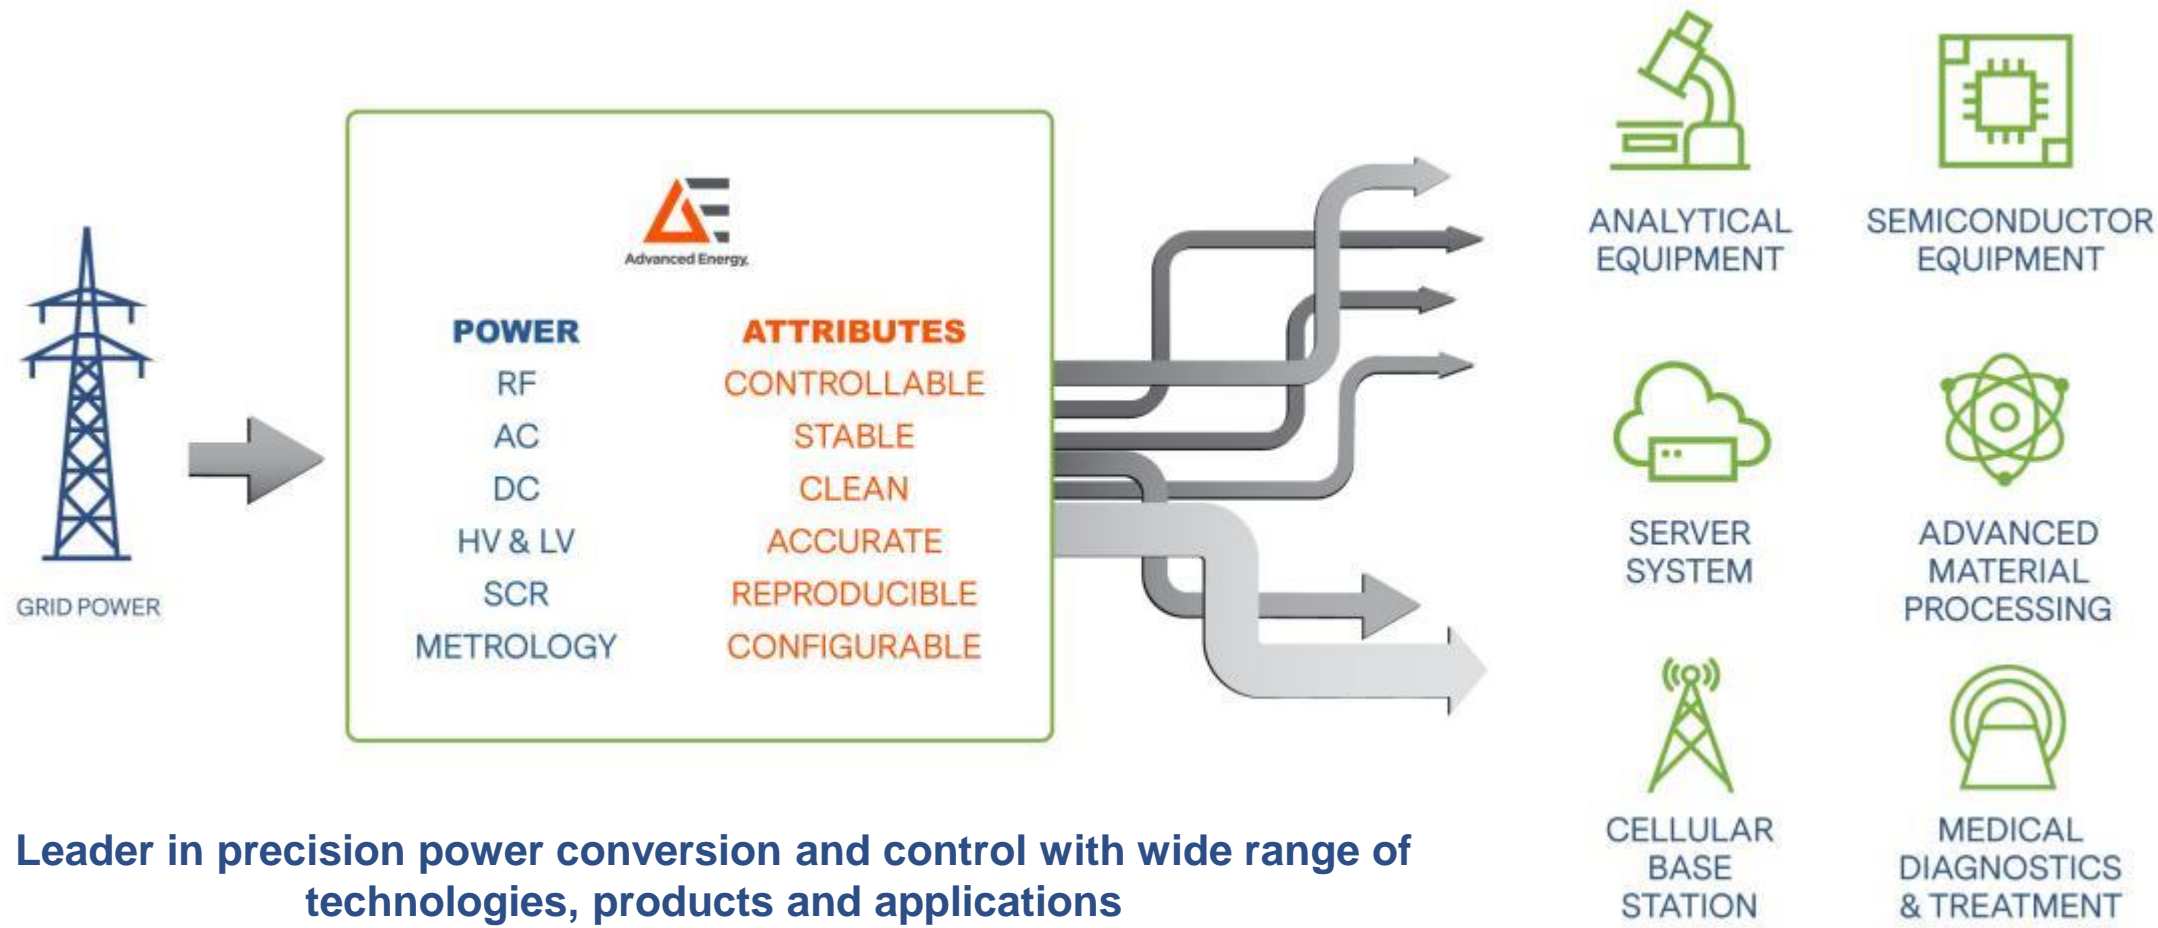 GRID POWER
Advanced Energy.
POWER
RF
AC
DC
HV & LV
SCR
METROLOGY
ATTRIBUTES
CONTROLLABLE
STABLE
CLEAN
ACCURATE
REPRODUCIBLE
CONFIGURABLE
ANALYTICAL
EQUIPMENT
SEMICONDUCTOR
EQUIPMENT
SERVER
SYSTEM
ADVANCED
MATERIAL
PROCESSING
CELLULAR
BASE
STATION
MEDICAL
DIAGNOSTICS
& TREATMENT
Leader in precision power conversion and control with wide range of
technologies, products and applications